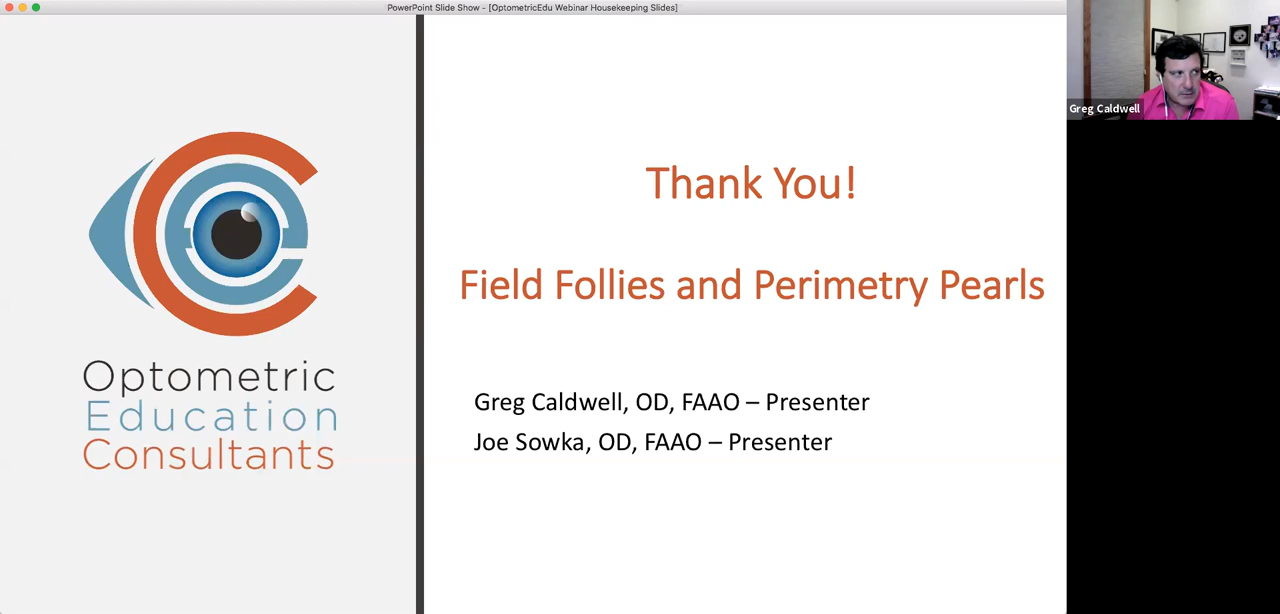 PowerPoint Slide Show - [OptometricEdu Webinar Housekeeping Slides]
Thank You!
Field Follies and Perimetry Pearls
Greg Caldwell, OD, FAAO – Presenter
Joe Sowka, OD, FAAO – Presenter
Optometric
Education
Consultants
Greg Caldwell